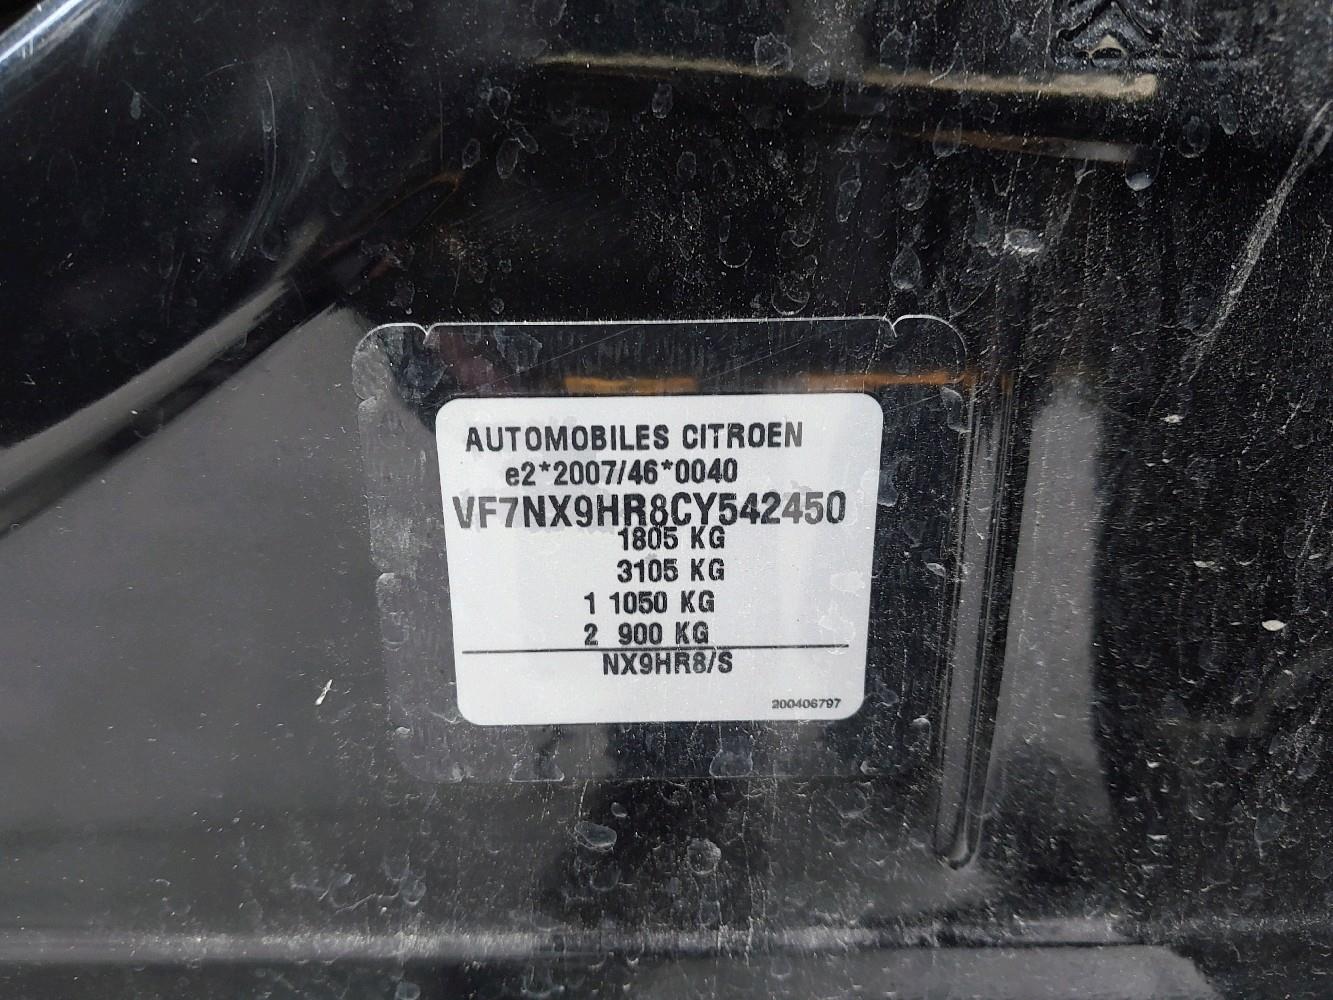 AUTOMOBILES CITROEN
e2*2007/46*0040
VF7NX9HR8CY542450
1805 KG
3105 KG
1 1050 KG
2 900 KG
NX9HR8/S
200406797